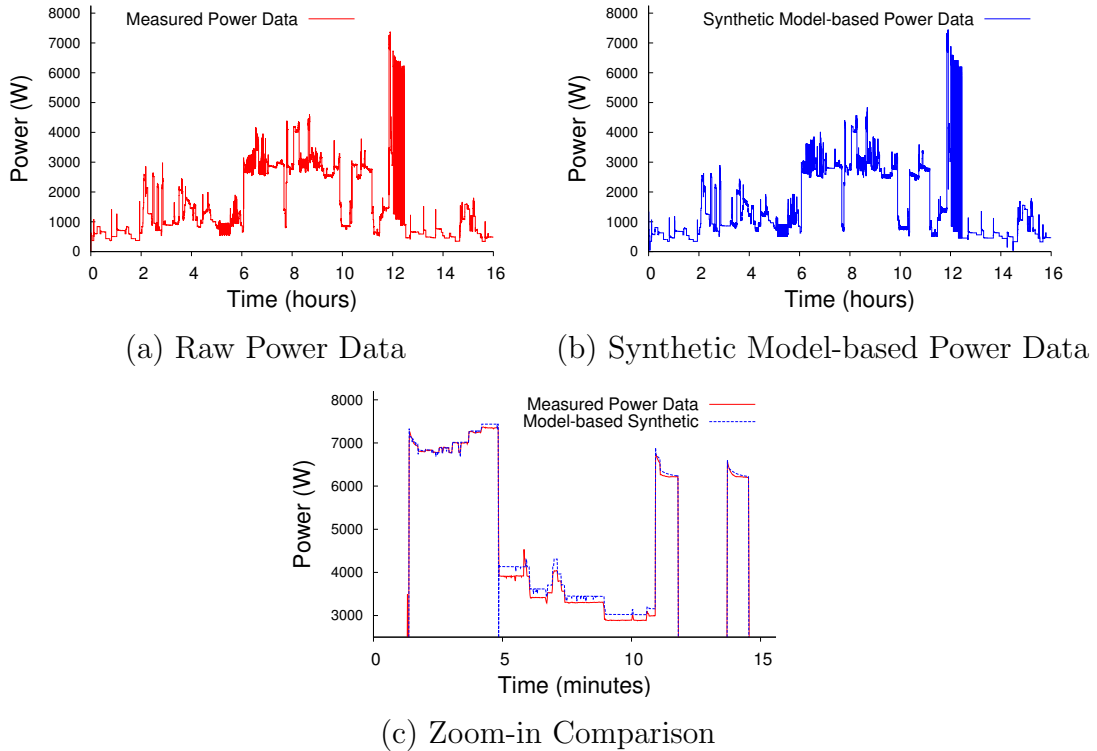 Measured Power Data
8000
7000
6000
5000
4000
3000
2000
1000
0
Power (W)
0 2 4 6 8 10 12 14 16
Time (hours)
(a) Raw Power Data
Synthetic Model-based Power Data
8000
7000
6000
5000
4000
3000
2000
1000
0
Power (W)
0 2 4 6 8 10 12 14 16
Time (hours)
(b) Synthetic Model-based Power Data
Measured Power Data
Model-based Synthetic
8000
7000
6000
5000
4000
3000
Power (W)
0 5 10 15
Time (minutes)
(c) Zoom-in Comparison